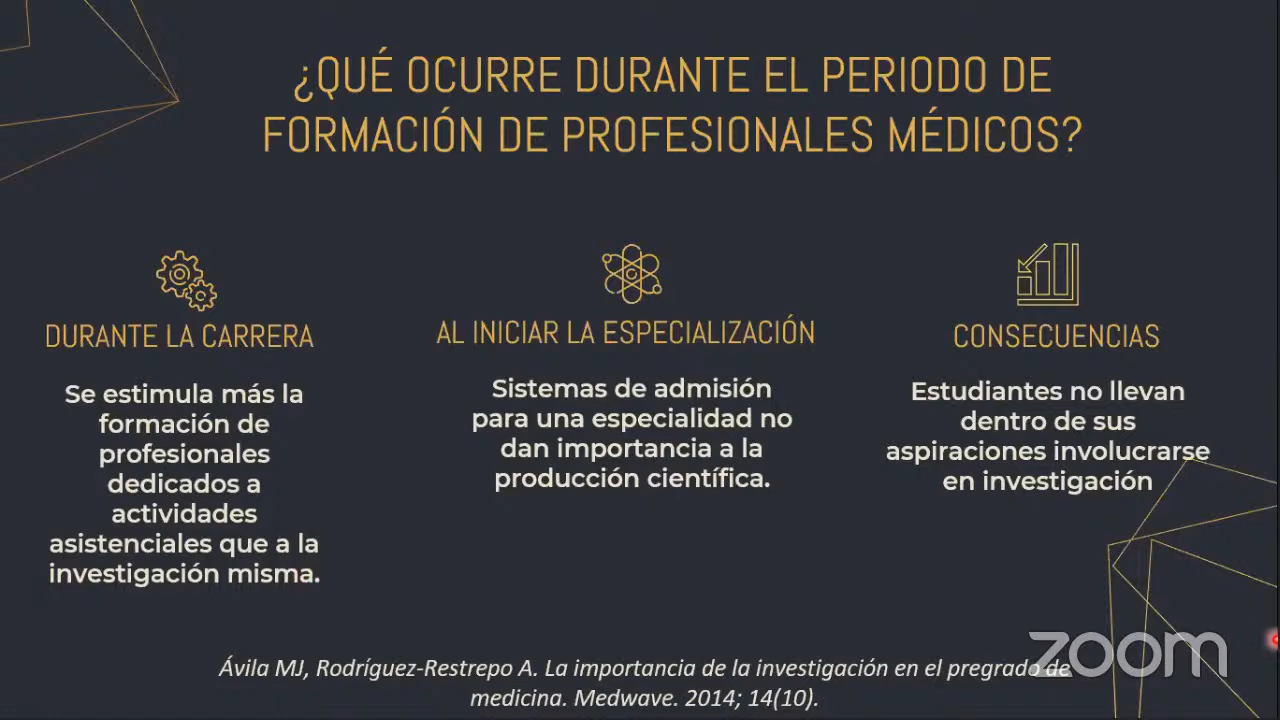 ¿QUÉ OCURRE DURANTE EL PERIODO DE
FORMACIÓN DE PROFESIONALES MÉDICOS?
DURANTE LA CARRERA
Se estimula más la
formación de
profesionales
dedicados a
actividades
asistenciales que a la
investigación misma.
AL INICIAR LA ESPECIALIZACIÓN
Sistemas de admisión
para una especialidad no
dan importancia a la
producción científica.
CONSECUENCIAS
Estudiantes no llevan
dentro de sus
aspiraciones involucrarse
en investigación
Ávila MJ, Rodríguez-Restrepo A. La importancia de la investigación en el pregrado de
medicina. Medwave. 2014; 14(10).
zoom